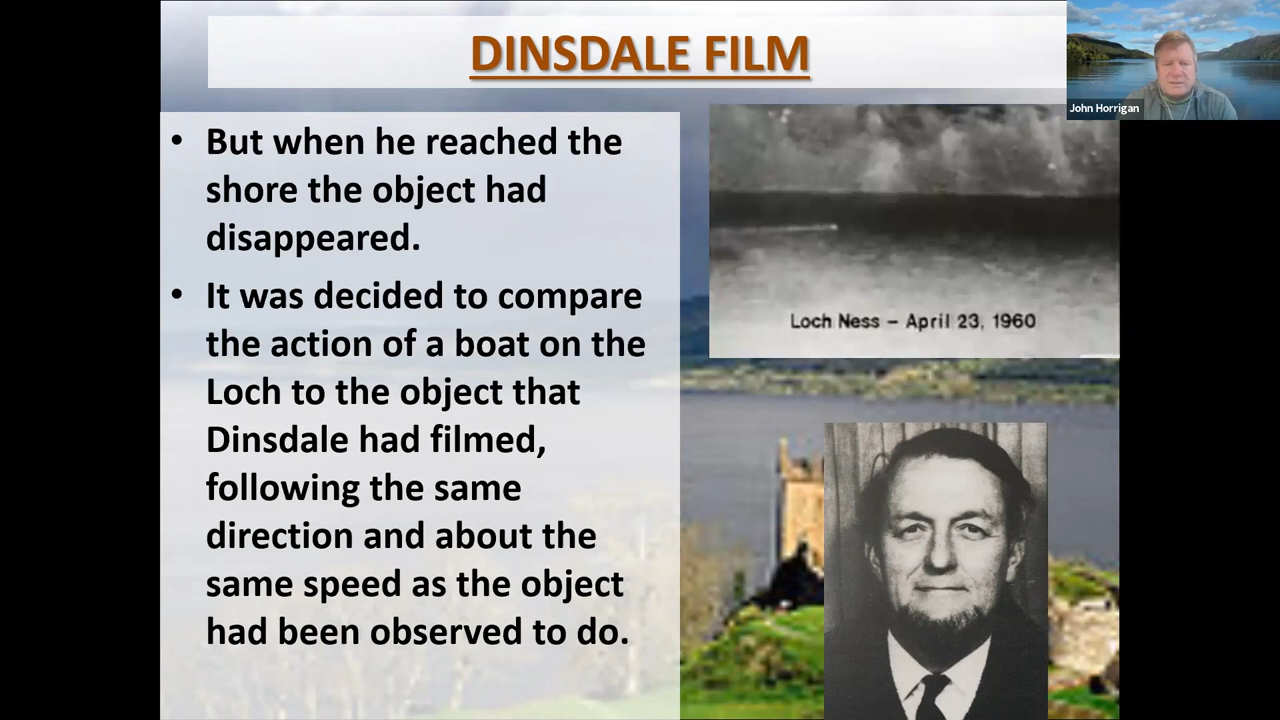 DINSDALE FILM
John Horrigan
• But when he reached the
shore the object had
disappeared.
• It was decided to compare
the action of a boat on the
Loch to the object that
Dinsdale had filmed,
following the same
direction and about the
same speed as the object
had been observed to do.
Loch Ness – April 23, 1960